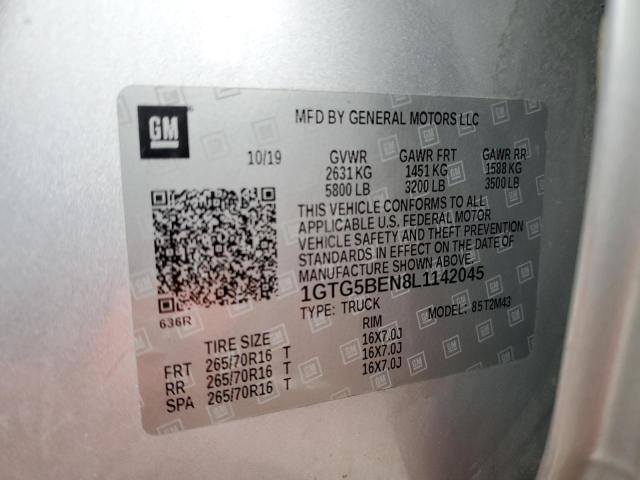 GM
MFD BY GENERAL MOTORS LLC
10/19 GVWR GAWR FRT GAWR RR
2631 KG 1451 KG 1588 KG
5800 LB 3200 LB 3500 LB
THIS VEHICLE CONFORMS TO ALL
APPLICABLE U.S. FEDERAL MOTOR
VEHICLE SAFETY AND THEFT PREVENTION
STANDARDS IN EFFECT ON THE DATE OF
MANUFACTURE SHOWN ABOVE.
1GTG5BEN8L1142045
636R
TYPE: TRUCK MODEL: 85T2M43
TIRE SIZE RIM
FRT 265/70R16 T 16X7.0J
RR 265/70R16 T 16X7.0J
SPA 265/70R16 T 16X7.0J